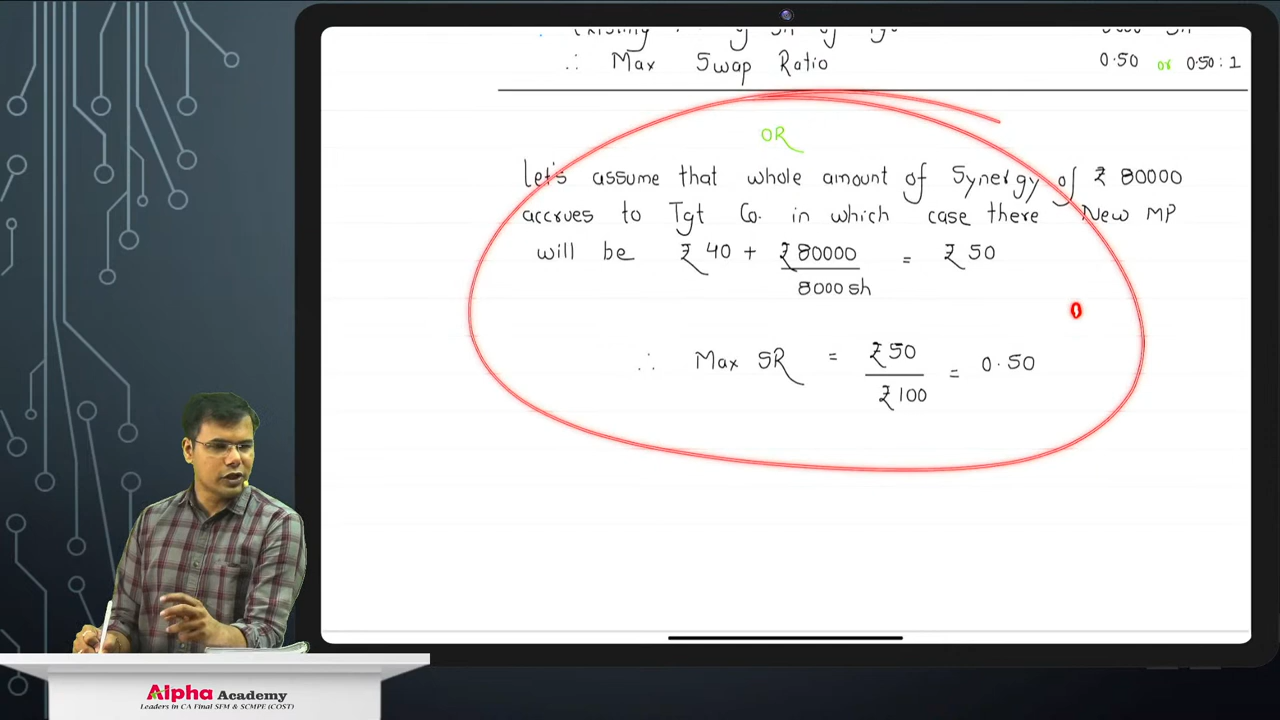 ∴ Max Swap Ratio 0.50 or 0.50 : 1
OR
Let's assume that whole amount of Synergy of ₹ 80000
accrues to Tgt Co. in which case there New MP
will be ₹ 40 + ₹ 80000 / 8000 sh = ₹ 50
∴ Max SR = ₹ 50 / ₹ 100 = 0.50
Alpha Academy
Leaders in CA Final SFM & SCMPE (COST)